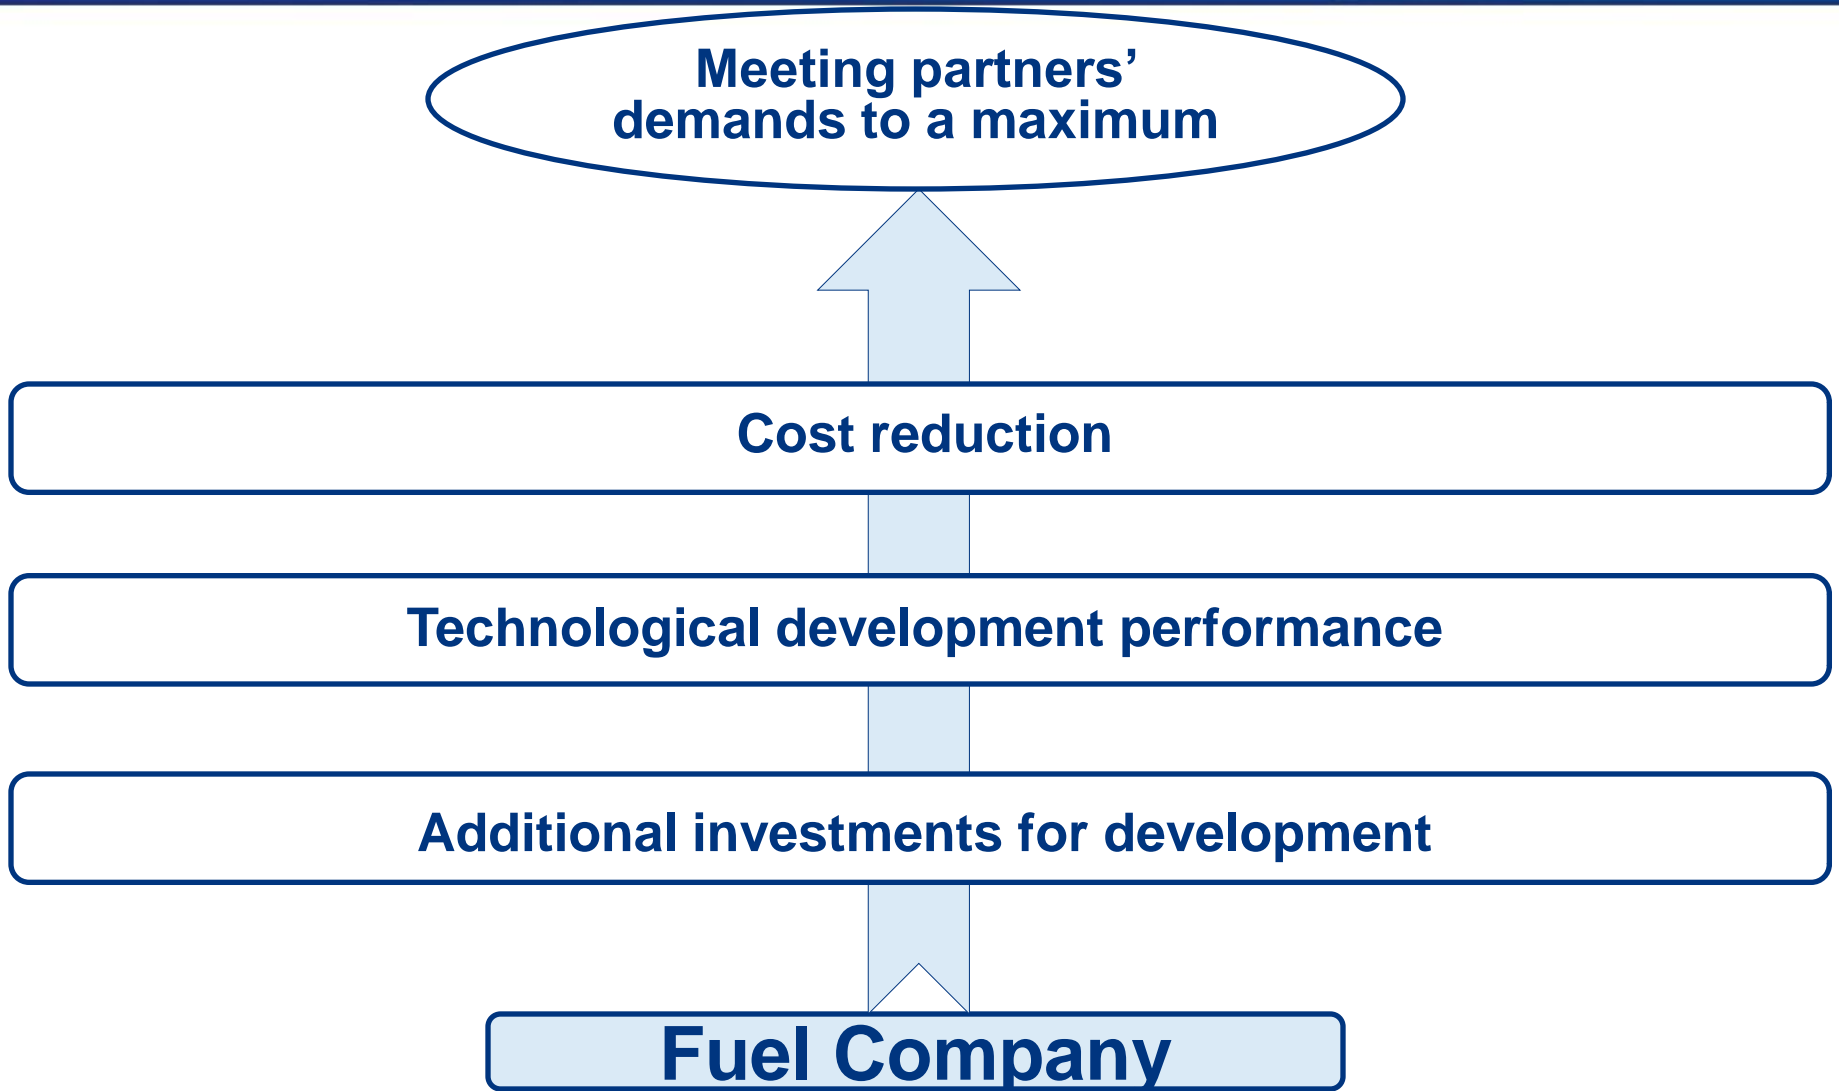 Meeting partners’
demands to a maximum
Cost reduction
Technological development performance
Additional investments for development
Fuel Company